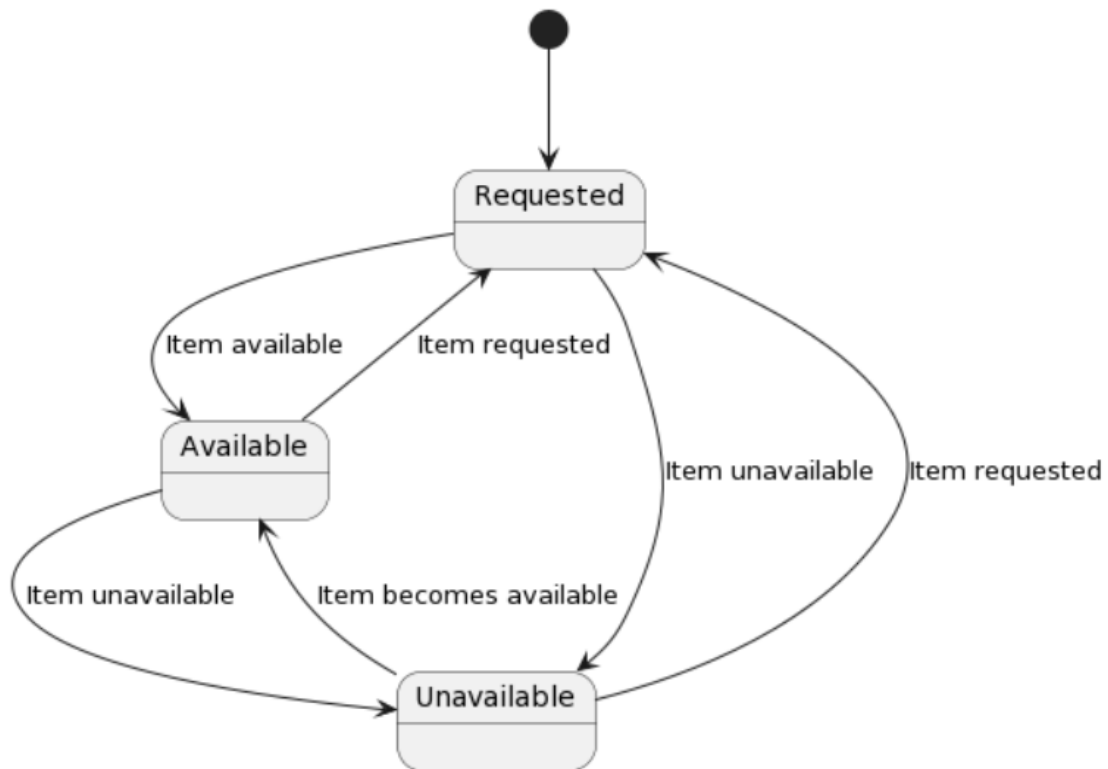 Requested
Item available
Item requested
Available
Item unavailable
Item requested
Item unavailable
Item becomes available
Unavailable